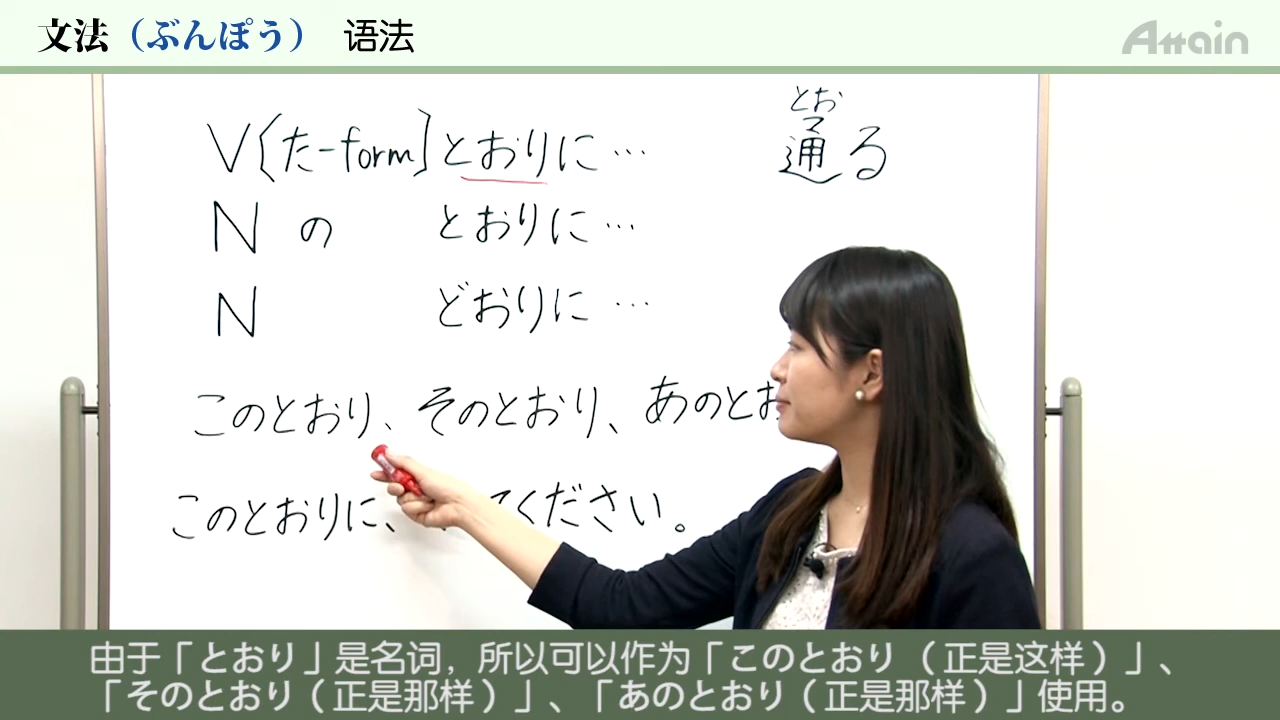 文法（ぶんぽう） 语法
Attain
とお
V[た-form]とおりに… 通る
N の とおりに…
N どおりに…
このとおり、そのとおり、あのとお
このとおりに、 てください。
由于「とおり」是名词，所以可以作为「このとおり（正是这样）」、
「そのとおり（正是那样）」、「あのとおり（正是那样）」使用。